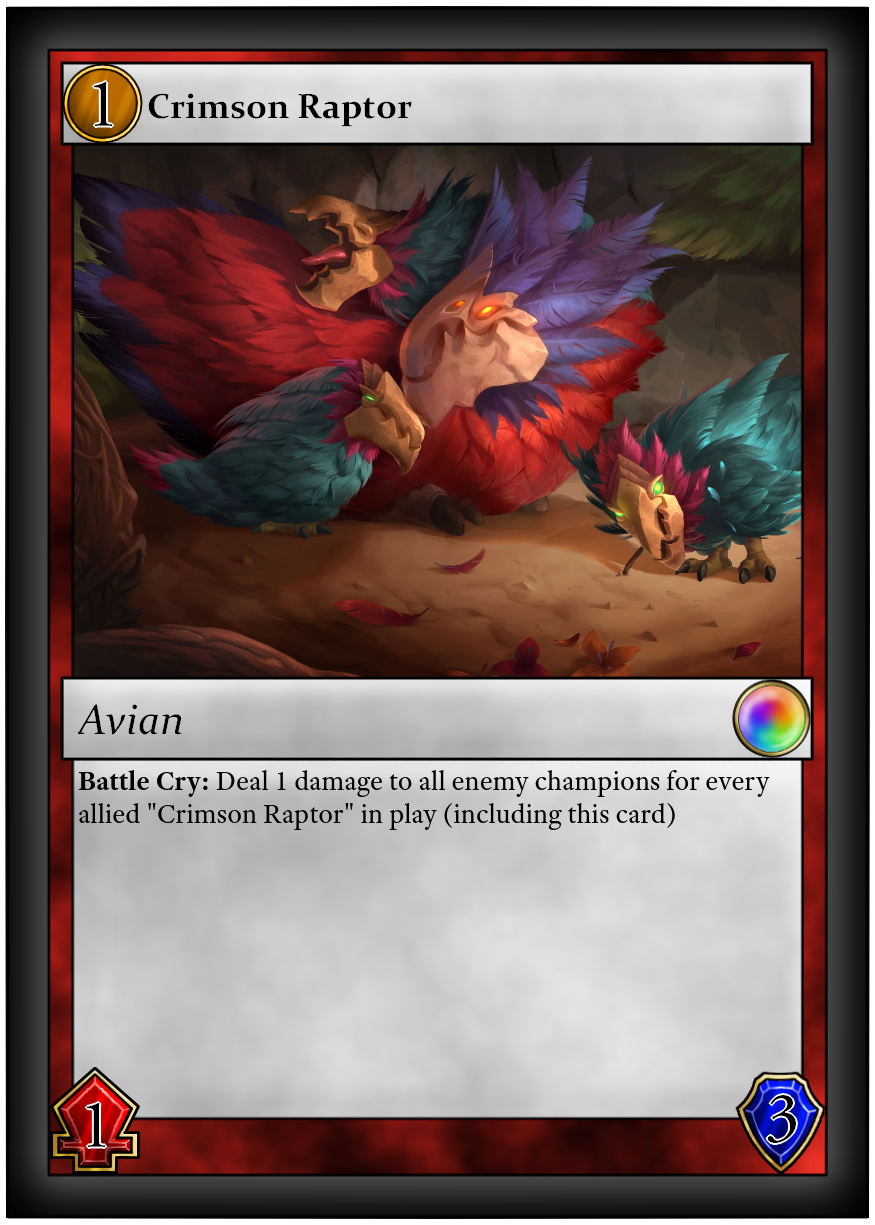 1
Crimson Raptor
Avian
Battle Cry: Deal 1 damage to all enemy champions for every
allied "Crimson Raptor" in play (including this card)
1
3